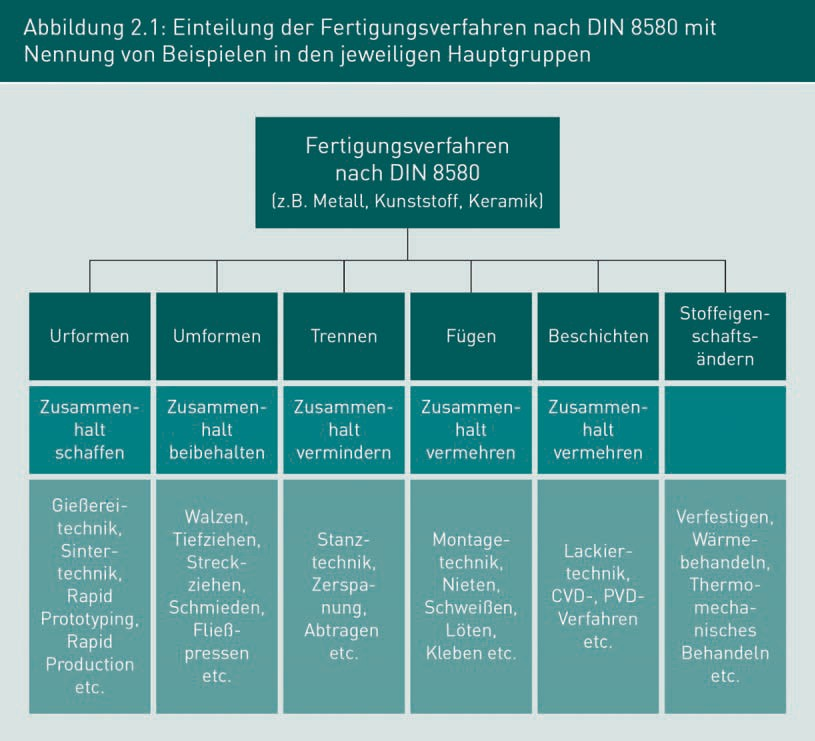 Abbildung 2.1: Einteilung der Fertigungsverfahren nach DIN 8580 mit
Nennung von Beispielen in den jeweiligen Hauptgruppen
Fertigungsverfahren
nach DIN 8580
(z.B. Metall, Kunststoff, Keramik)
Urformen
Umformen
Trennen
Fügen
Beschichten
Stoffeigen-
schafts-
ändern
Zusammen-
halt
schaffen
Zusammen-
halt
beibehalten
Zusammen-
halt
vermindern
Zusammen-
halt
vermehren
Zusammen-
halt
vermehren
Gießerei-
technik,
Sinter-
technik,
Rapid
Prototyping,
Rapid
Production
etc.
Walzen,
Tiefziehen,
Streck-
ziehen,
Schmieden,
Fließ-
pressen
etc.
Stanz-
technik,
Zerspa-
nung,
Abtragen
etc.
Montage-
technik,
Nieten,
Schweißen,
Löten,
Kleben etc.
Lackier-
technik,
CVD-, PVD-
Verfahren
etc.
Verfestigen,
Wärme-
behandeln,
Thermo-
mecha-
nisches
Behandeln
etc.